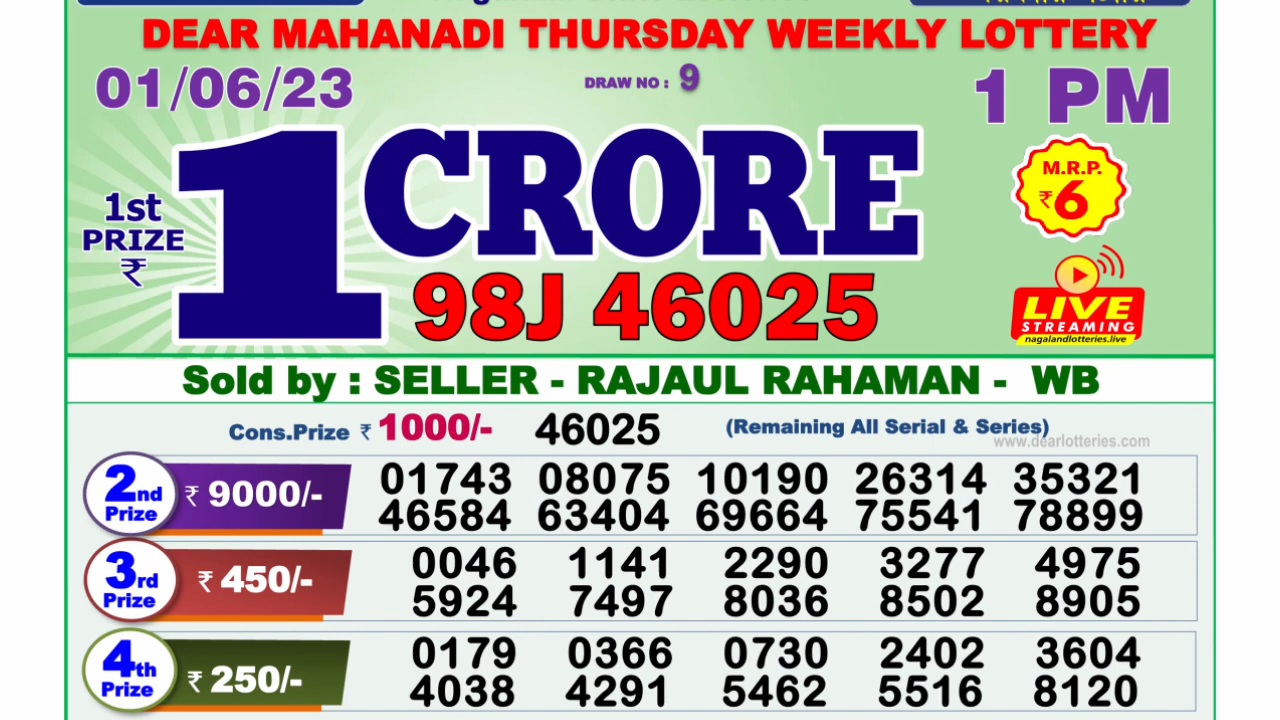 DEAR MAHANADI THURSDAY WEEKLY LOTTERY
01/06/23
DRAW NO : 9
1 PM
1st PRIZE ₹
1 CRORE
98J 46025
M.R.P.
₹6
LIVE
STREAMING
nagalandlotteries.live
Sold by : SELLER - RAJAUL RAHAMAN - WB
Cons.Prize ₹ 1000/- 46025 (Remaining All Serial & Series)
www.dearlotteries.com
2nd Prize ₹ 9000/-
01743 08075 10190 26314 35321
46584 63404 69664 75541 78899
3rd Prize ₹ 450/-
0046 1141 2290 3277 4975
5924 7497 8036 8502 8905
4th Prize ₹ 250/-
0179 0366 0730 2402 3604
4038 4291 5462 5516 8120